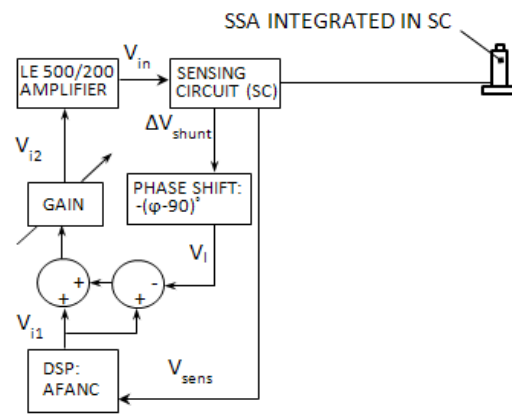 SSA INTEGRATED IN SC
LE 500/200
AMPLIFIER
V_in
SENSING
CIRCUIT (SC)
ΔV_shunt
V_i2
PHASE SHIFT:
-(φ-90)°
GAIN
V_I
+
+
-
+
V_i1
DSP:
AFANC
V_sens